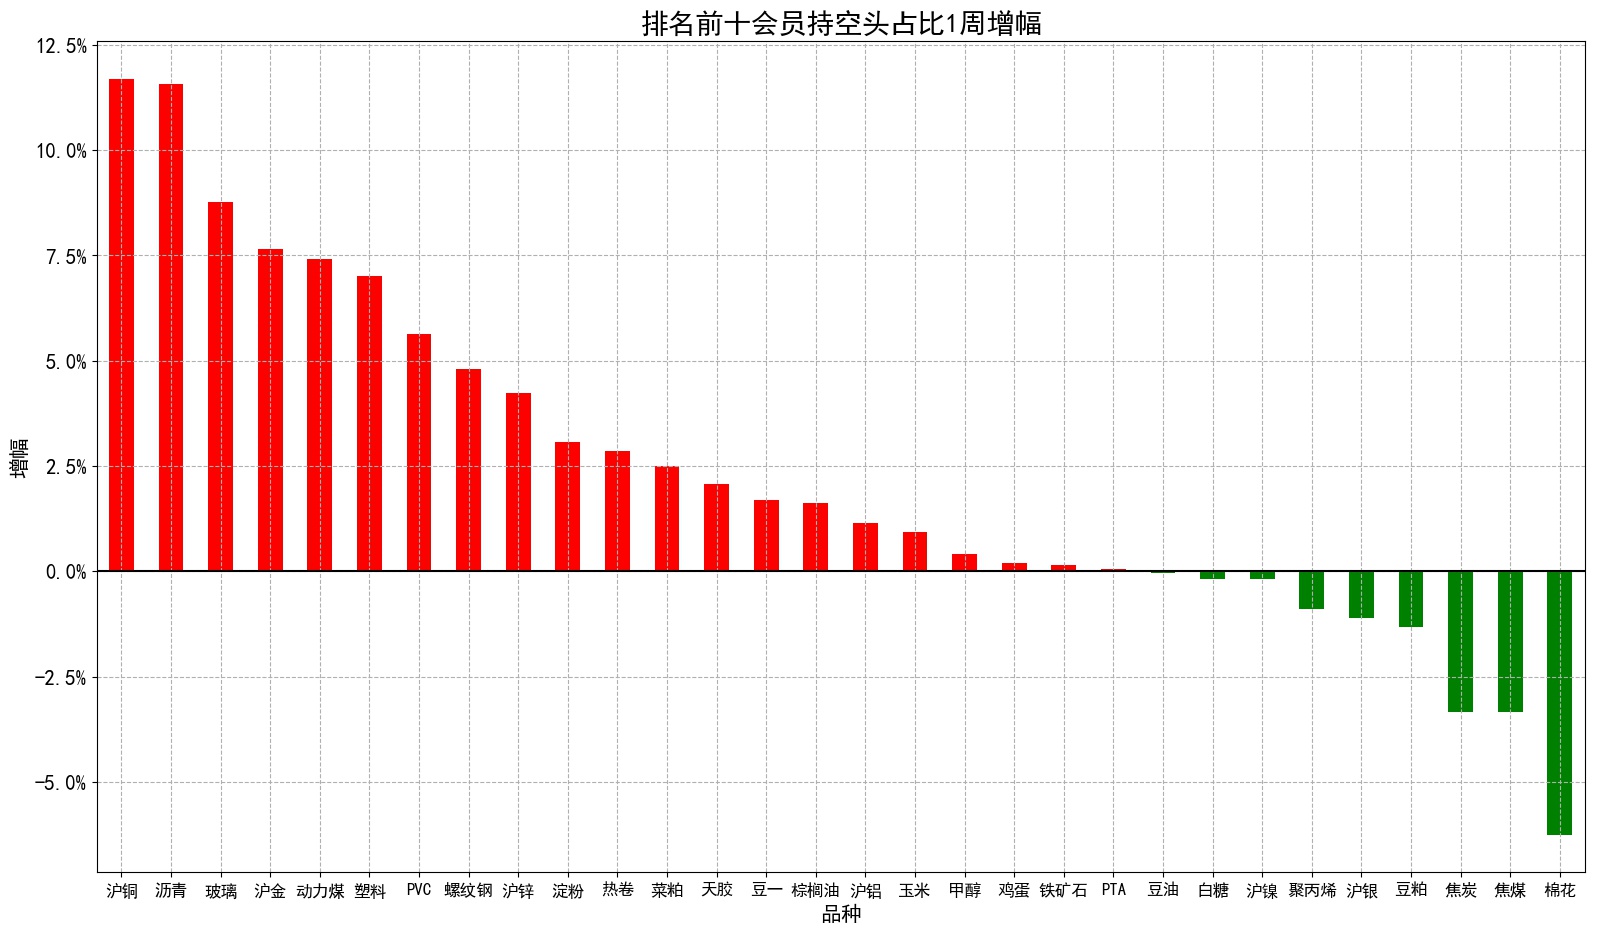 排名前十会员持空头占比1周增幅
12.5%
10.0%
7.5%
5.0%
2.5%
0.0%
−2.5%
−5.0%
增幅
沪铜 沥青 玻璃 沪金 动力煤 塑料 PVC 螺纹钢 沪锌 淀粉 热卷 菜粕 天胶 豆一 棕榈油 沪铝 玉米 甲醇 鸡蛋 铁矿石 PTA 豆油 白糖 沪镍 聚丙烯 沪银 豆粕 焦炭 焦煤 棉花
品种